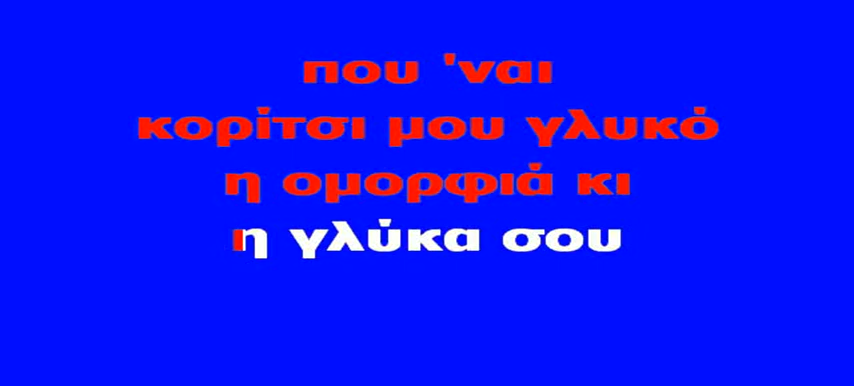 που 'ναι
κορίτσι μου γλυκό
η ομορφιά κι
η γλύκα σου